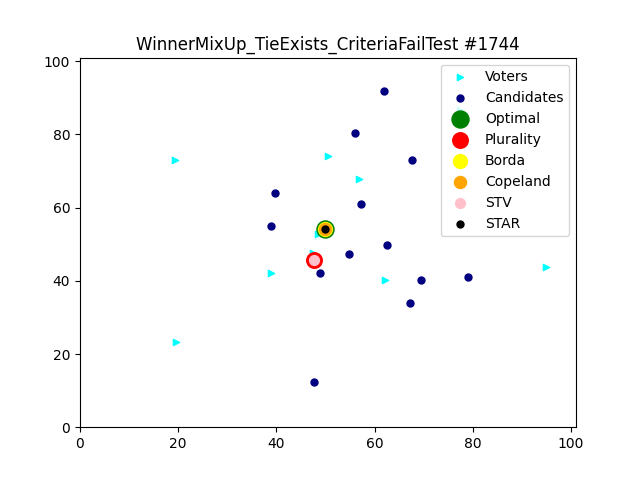 WinnerMixUp_TieExists_CriteriaFailTest #1744
100
80
60
40
20
0
0 20 40 60 80 100
Voters
Candidates
Optimal
Plurality
Borda
Copeland
STV
STAR